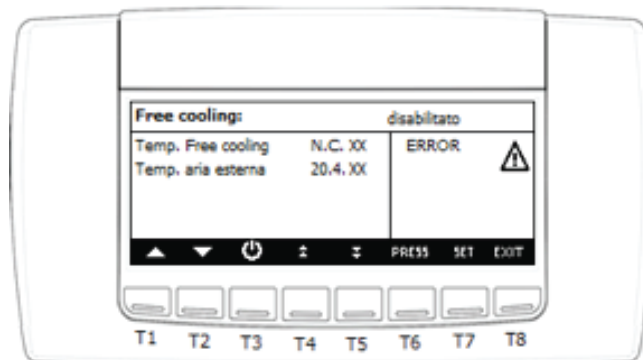 Free cooling: disabilitato
Temp. Free cooling N.C. XX ERROR
Temp. aria esterna 20.4. XX
PRESS SET EXIT
T1 T2 T3 T4 T5 T6 T7 T8